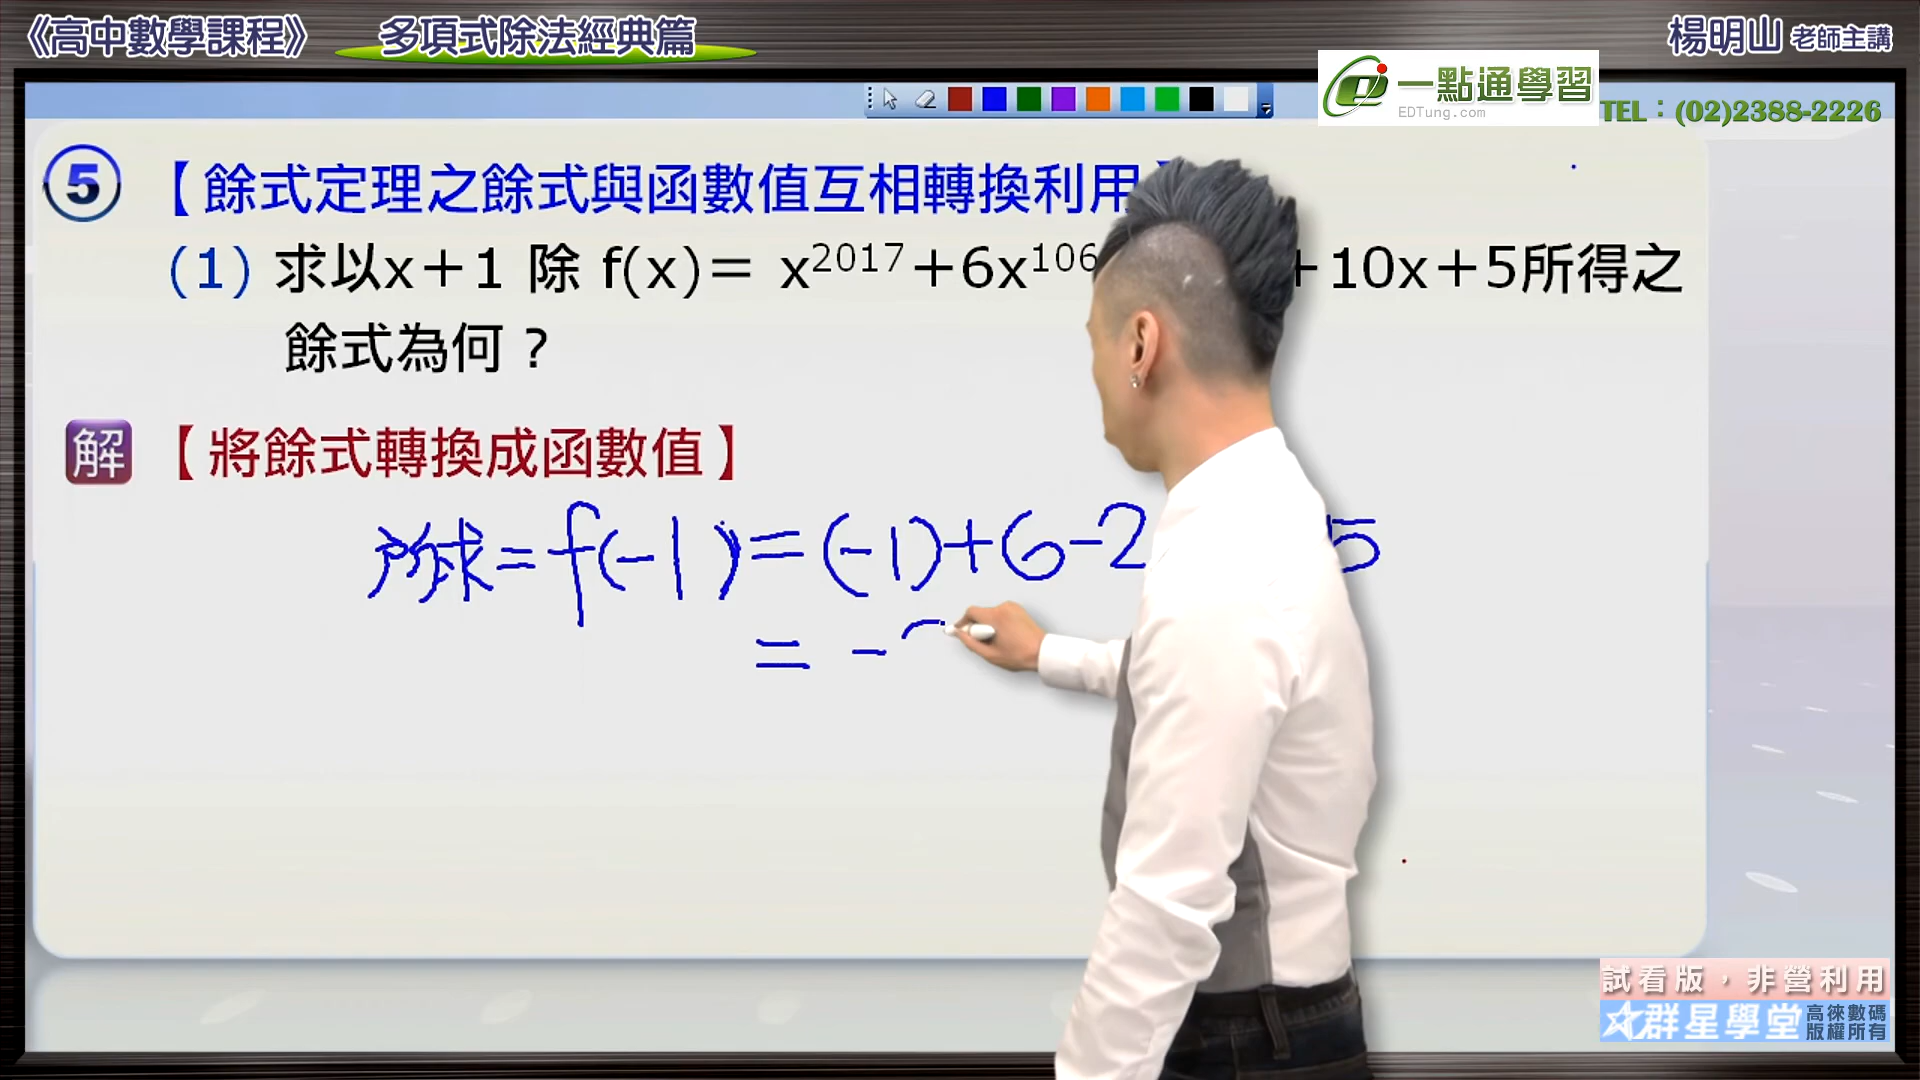 《高中數學課程》 多項式除法經典篇 楊明山 老師主講
一點通學習
EDTung.com
TEL:(02)2388-2226
5 【餘式定理之餘式與函數值互相轉換利用
(1) 求以x+1 除 f(x)= x²⁰¹⁷+6x¹⁰⁶ +10x+5所得之
餘式為何?
解 【將餘式轉換成函數值】
所求=f(-1)=(-1)+6-2 5
= -
試看版,非營利用
群星學堂 高徠數碼 版權所有